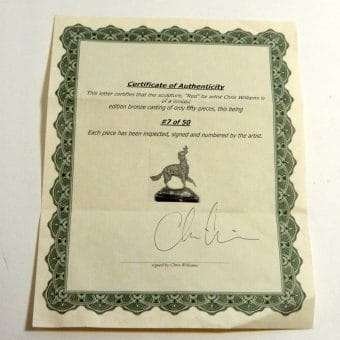 Certificate of Authenticity
This letter certifies that the sculpture, "Red" by artist Chris Williams is
of a limited
edition bronze casting of only fifty pieces, this being
#7 of 50
Each piece has been inspected, signed and numbered by the artist.
signed by Chris Williams